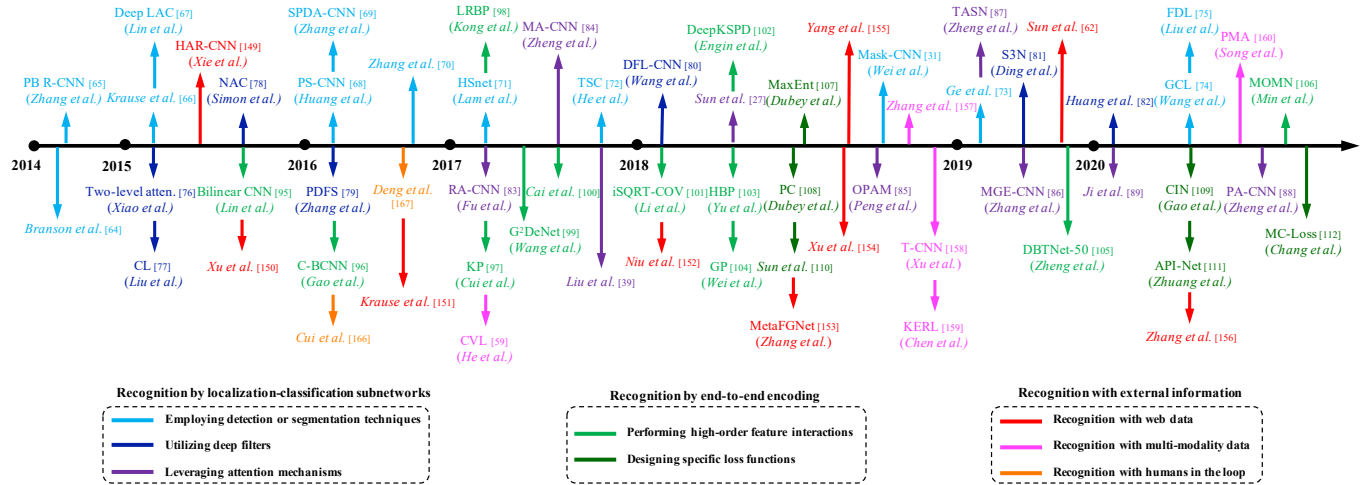 Deep LAC [67]
(Lin et al.)
SPDA-CNN [69]
(Zhang et al.)
LRBP [98]
(Kong et al.)
MA-CNN [84]
(Zheng et al.)
DeepKSPD [102]
(Engin et al.)
Yang et al. [155]
TASN [87]
(Zheng et al.)
Sun et al. [62]
FDL [75]
(Liu et al.)
PMA [160]
(Song et al.)
HAR-CNN [149]
(Xie et al.)
Zhang et al. [70]
DFL-CNN [80]
(Wang et al.)
Mask-CNN [31]
(Wei et al.)
S3N [81]
(Ding et al.)
PB R-CNN [65]
(Zhang et al.)
Krause et al. [66]
NAC [78]
(Simon et al.)
PS-CNN [68]
(Huang et al.)
HSnet [71]
(Lam et al.)
TSC [72]
(He et al.)
Sun et al. [27]
MaxEnt [107]
(Dubey et al.)
Zhang et al. [157]
Ge et al. [73]
Huang et al. [82]
GCL [74]
(Wang et al.)
MOMN [106]
(Min et al.)
2014
2015
2016
2017
2018
2019
2020
Two-level atten. [76]
(Xiao et al.)
Bilinear CNN [95]
(Lin et al.)
PDFS [79]
(Zhang et al.)
Deng et al.
[167]
RA-CNN [83]
(Fu et al.)
Cai et al. [100]
iSQRT-COV [101]
(Li et al.)
HBP [103]
(Yu et al.)
PC [108]
(Dubey et al.)
OPAM [85]
(Peng et al.)
MGE-CNN [86]
(Zhang et al.)
Ji et al. [89]
CIN [109]
(Gao et al.)
PA-CNN [88]
(Zheng et al.)
Branson et al. [64]
G²DeNet [99]
(Wang et al.)
MC-Loss [112]
(Chang et al.)
CL [77]
(Liu et al.)
Xu et al. [150]
C-BCNN [96]
(Gao et al.)
Krause et al. [151]
KP [97]
(Cui et al.)
Liu et al. [39]
Niu et al. [152]
GP [104]
(Wei et al.)
Sun et al. [110]
Xu et al. [154]
T-CNN [158]
(Xu et al.)
DBTNet-50 [105]
(Zheng et al.)
API-Net [111]
(Zhuang et al.)
Cui et al. [166]
CVL [59]
(He et al.)
MetaFGNet [153]
(Zhang et al.)
KERL [159]
(Chen et al.)
Zhang et al. [156]
Recognition by localization-classification subnetworks
Employing detection or segmentation techniques
Utilizing deep filters
Leveraging attention mechanisms
Recognition by end-to-end encoding
Performing high-order feature interactions
Designing specific loss functions
Recognition with external information
Recognition with web data
Recognition with multi-modality data
Recognition with humans in the loop